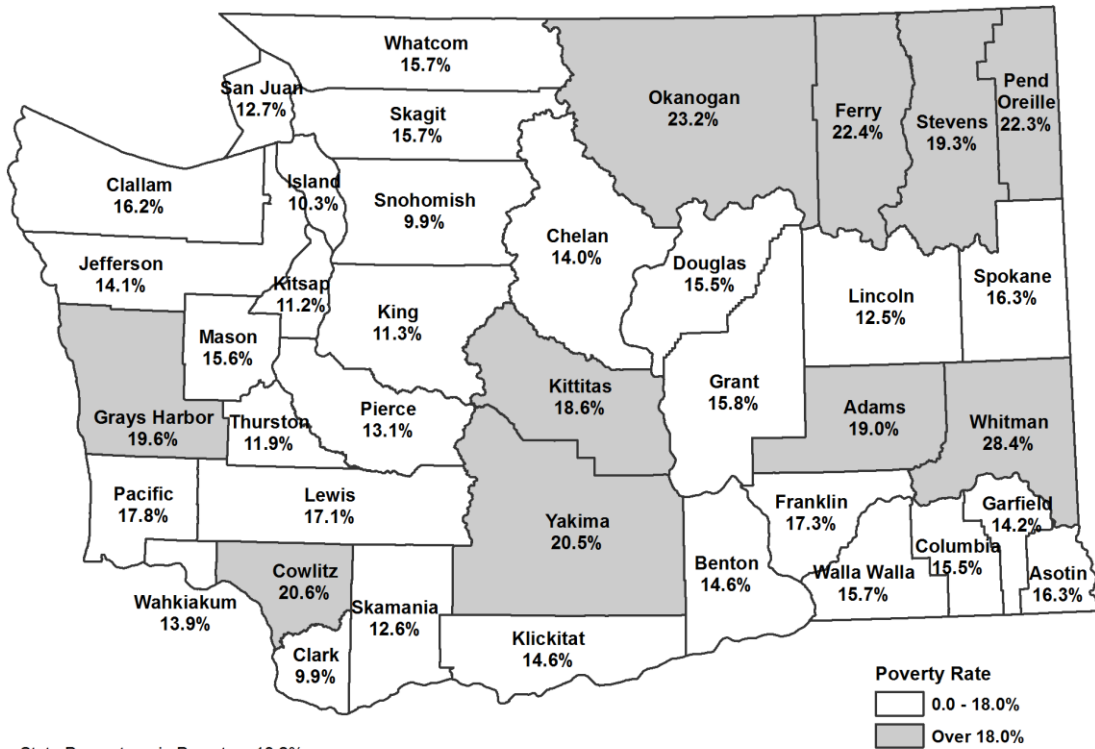 Whatcom
15.7%
San Juan
12.7%
Skagit
15.7%
Okanogan
23.2%
Ferry
22.4%
Stevens
19.3%
Pend
Oreille
22.3%
Clallam
16.2%
Island
10.3%
Snohomish
9.9%
Chelan
14.0%
Jefferson
14.1%
Kitsap
11.2%
King
11.3%
Douglas
15.5%
Lincoln
12.5%
Spokane
16.3%
Mason
15.6%
Grays Harbor
19.6%
Thurston
11.9%
Pierce
13.1%
Kittitas
18.6%
Grant
15.8%
Adams
19.0%
Whitman
28.4%
Pacific
17.8%
Lewis
17.1%
Yakima
20.5%
Franklin
17.3%
Garfield
14.2%
Wahkiakum
13.9%
Cowlitz
20.6%
Skamania
12.6%
Benton
14.6%
Walla Walla
15.7%
Columbia
15.5%
Asotin
16.3%
Clark
9.9%
Klickitat
14.6%
Poverty Rate
0.0 - 18.0%
Over 18.0%